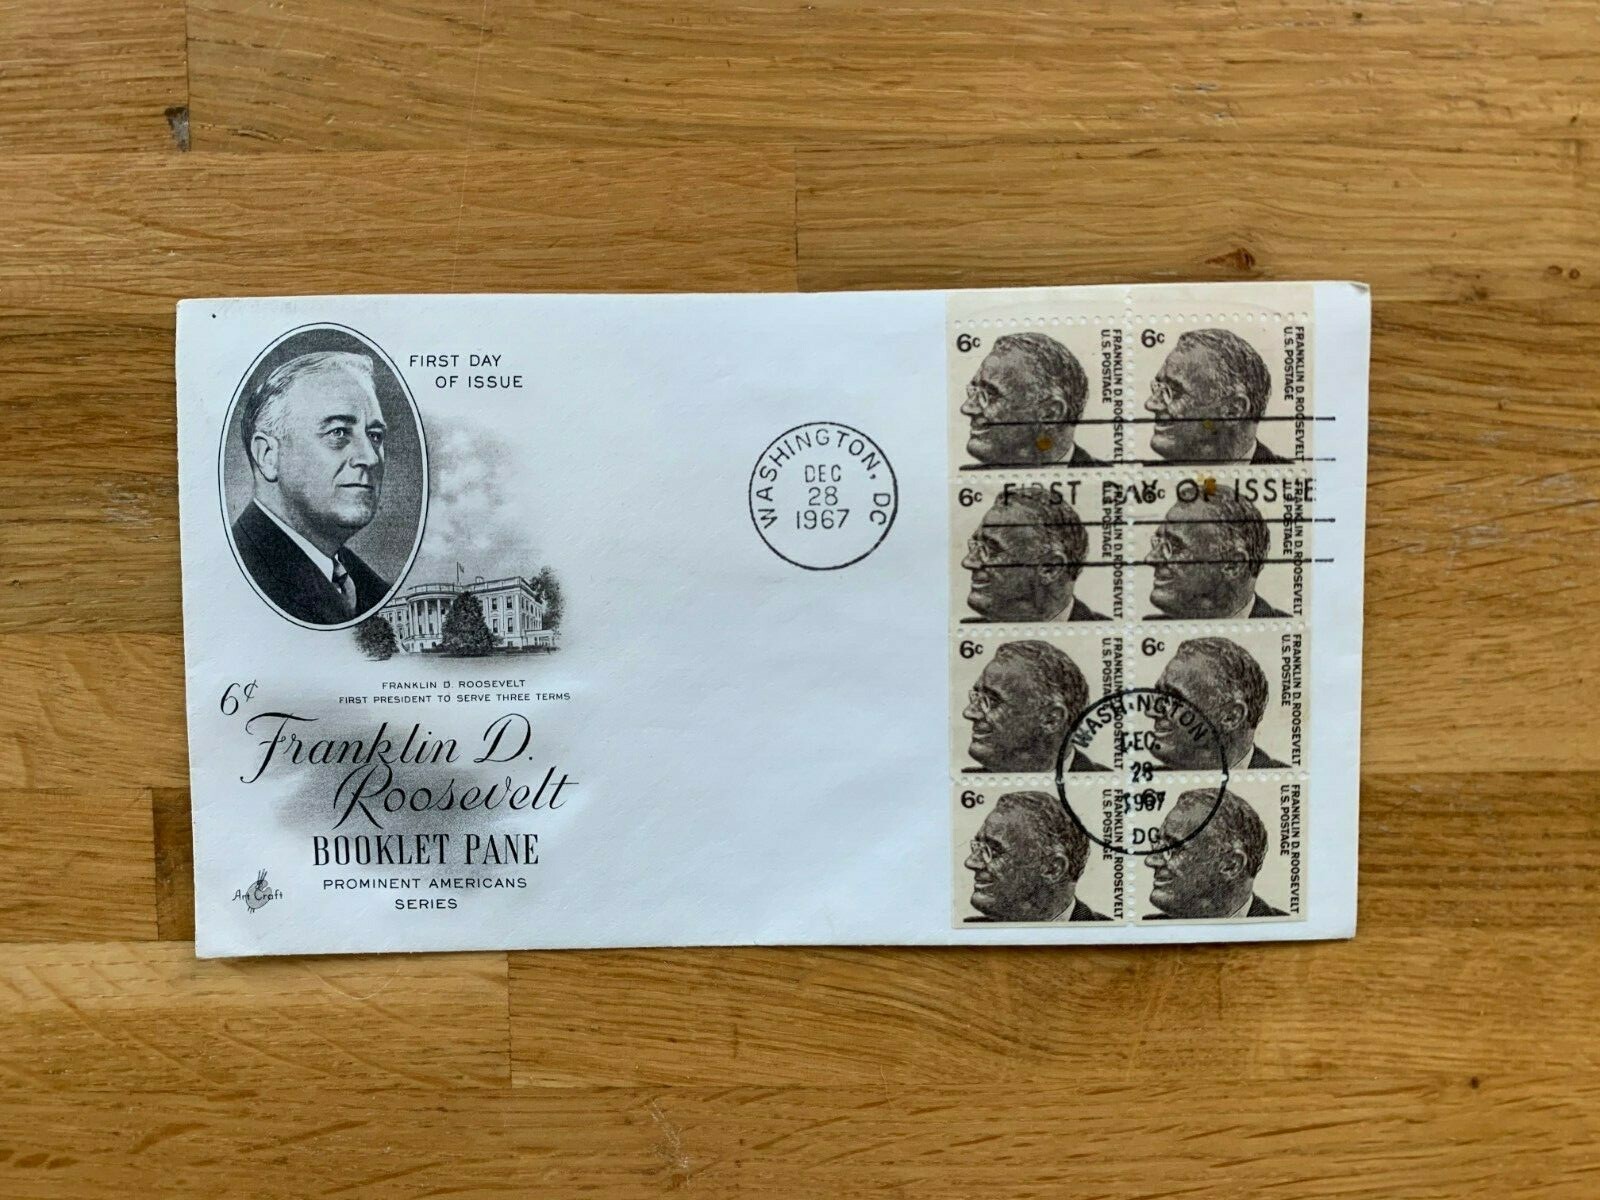 FIRST DAY
OF ISSUE
FRANKLIN D. ROOSEVELT
FIRST PRESIDENT TO SERVE THREE TERMS
6¢
Franklin D.
Roosevelt
BOOKLET PANE
PROMINENT AMERICANS
SERIES
Art Craft
WASHINGTON, DC
DEC
28
1967
6c
FRANKLIN D. ROOSEVELT
U.S. POSTAGE
6c
FRANKLIN D. ROOSEVELT
U.S. POSTAGE
FIRST DAY OF ISSUE
6c
FRANKLIN D. ROOSEVELT
U.S. POSTAGE
6c
FRANKLIN D. ROOSEVELT
U.S. POSTAGE
6c
FRANKLIN D. ROOSEVELT
U.S. POSTAGE
6c
FRANKLIN D. ROOSEVELT
U.S. POSTAGE
WASHINGTON
DEC.
28
1967
DC
6c
FRANKLIN D. ROOSEVELT
U.S. POSTAGE
6c
FRANKLIN D. ROOSEVELT
U.S. POSTAGE